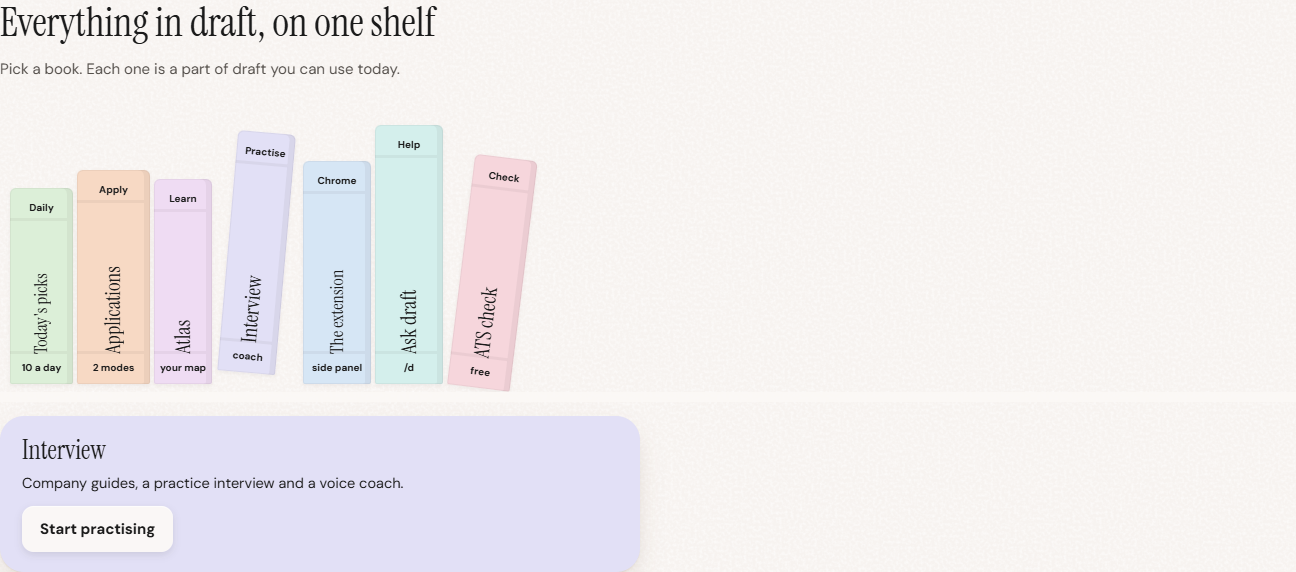 Everything in draft, on one shelf
Pick a book. Each one is a part of draft you can use today.
Daily
Today's picks
10 a day
Apply
Applications
2 modes
Learn
Atlas
your map
Practise
Interview
coach
Chrome
The extension
side panel
Help
Ask draft
/d
Check
ATS check
free
Interview
Company guides, a practice interview and a voice coach.
Start practising